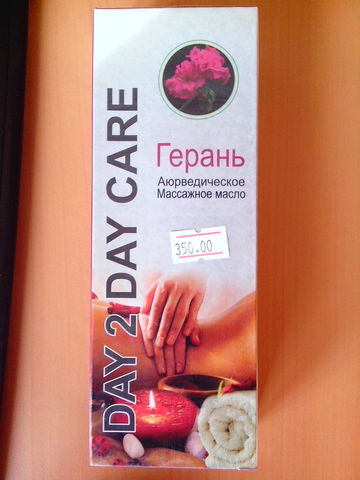 DAY 2 DAY CARE
Герань
Аюрведическое
Массажное масло
350.00